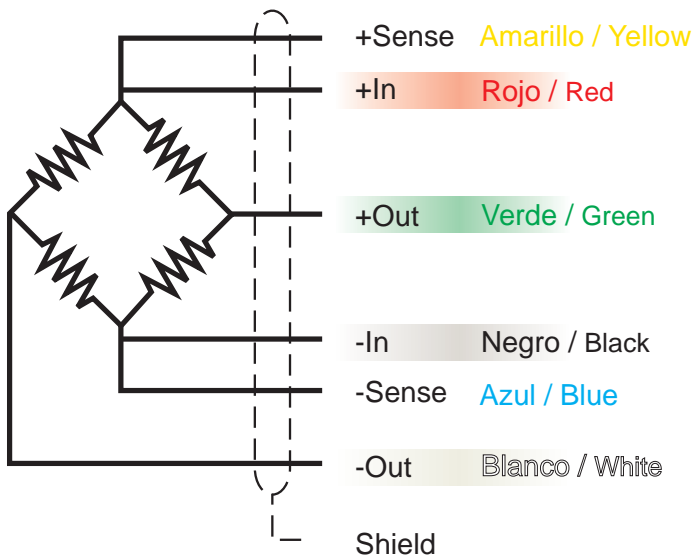 +Sense Amarillo / Yellow
+In Rojo / Red
+Out Verde / Green
-In Negro / Black
-Sense Azul / Blue
-Out Blanco / White
Shield